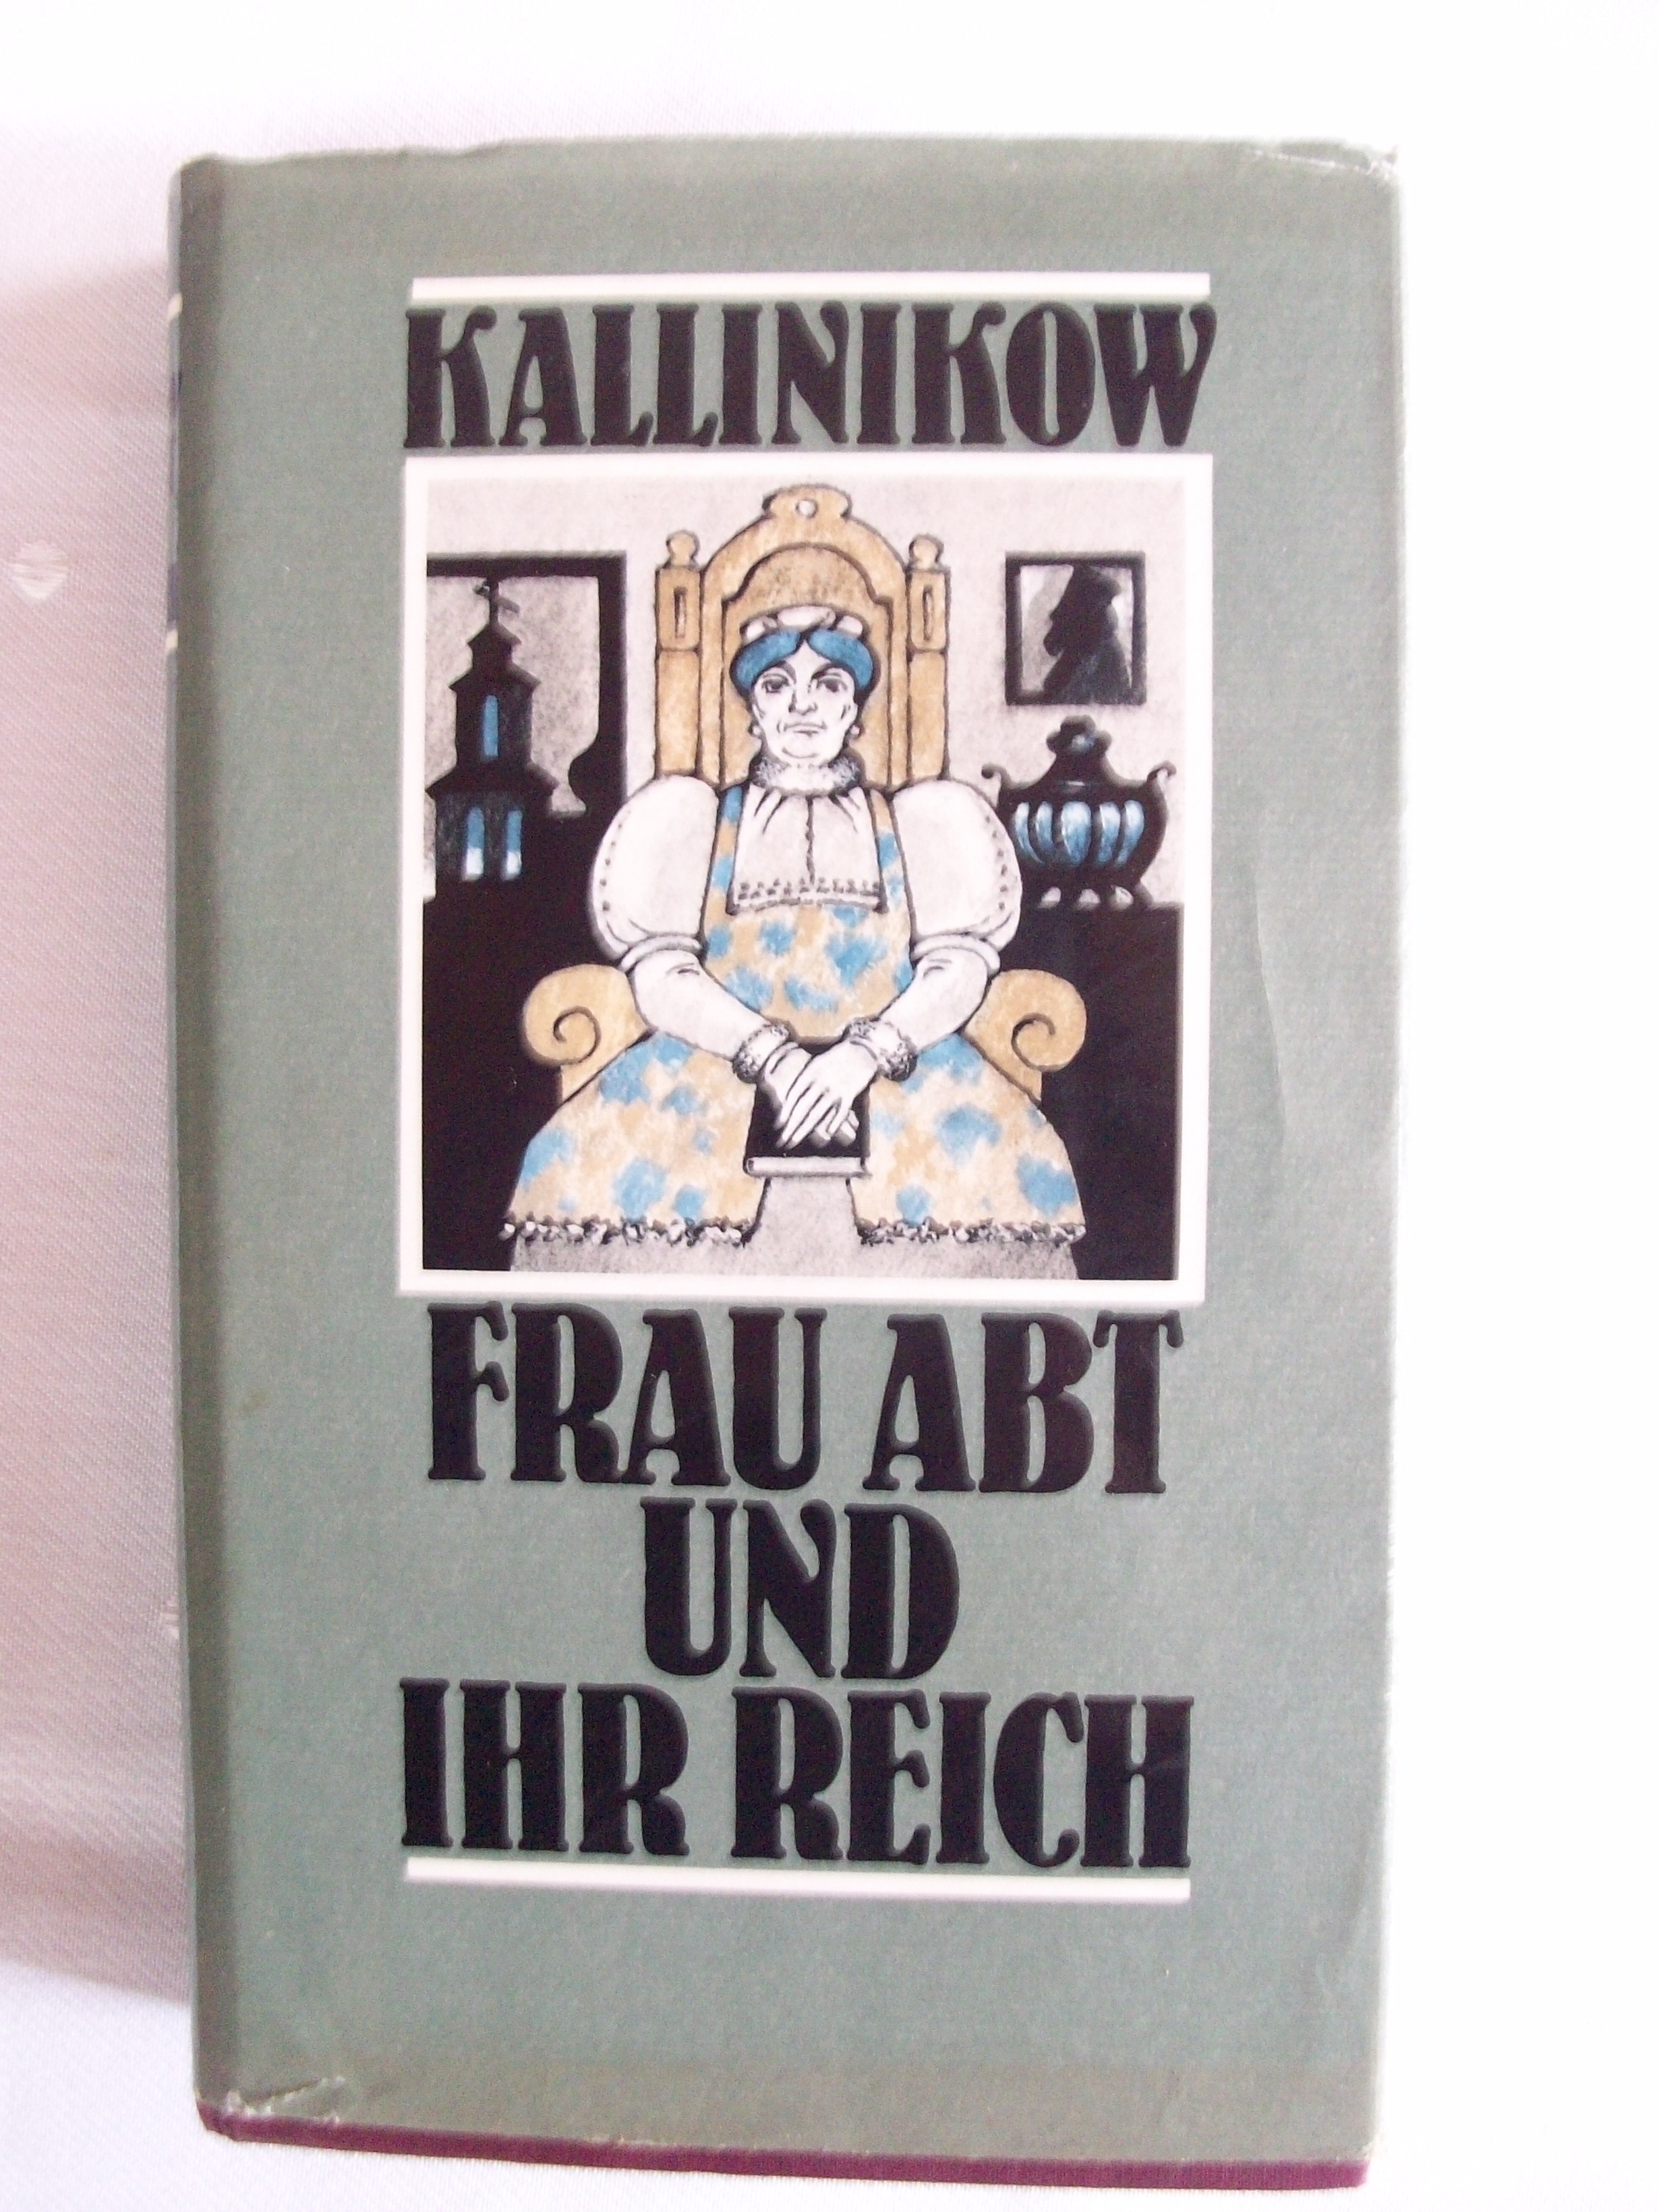 KALLINIKOW
FRAU ABT
UND
IHR REICH